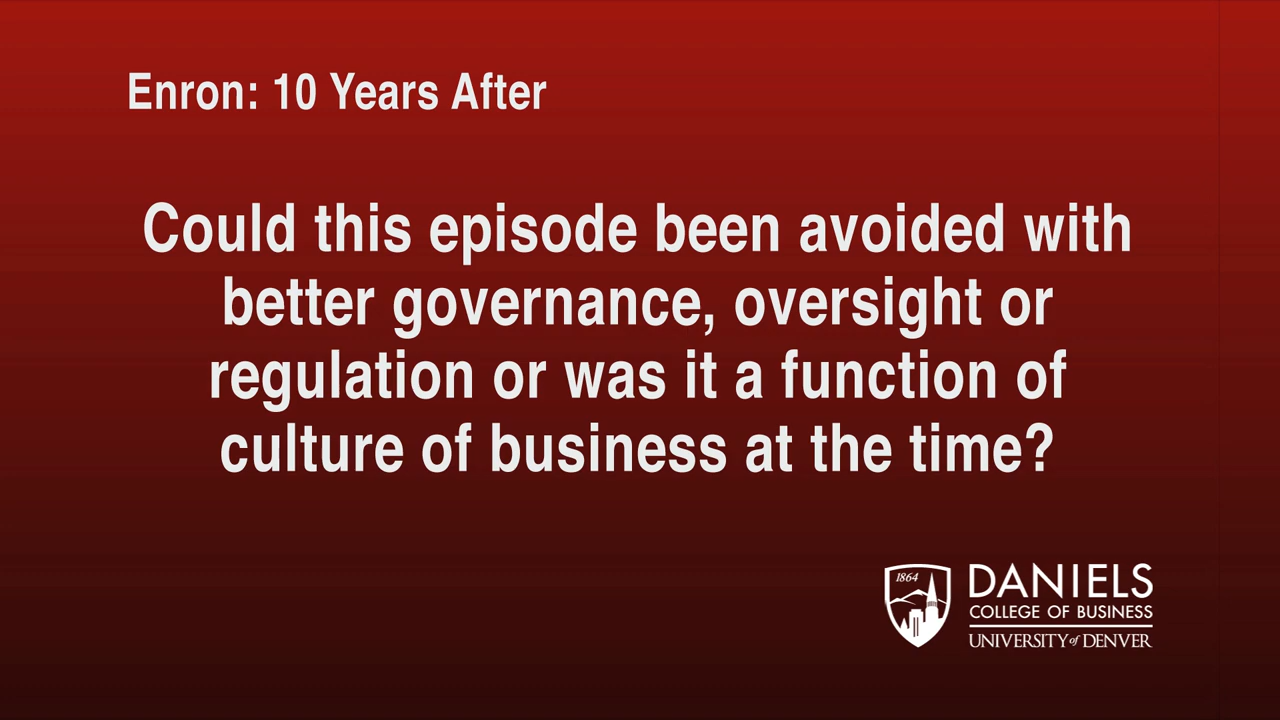 Enron: 10 Years After
Could this episode been avoided with
better governance, oversight or
regulation or was it a function of
culture of business at the time?
1864
DANIELS
COLLEGE OF BUSINESS
UNIVERSITY of DENVER